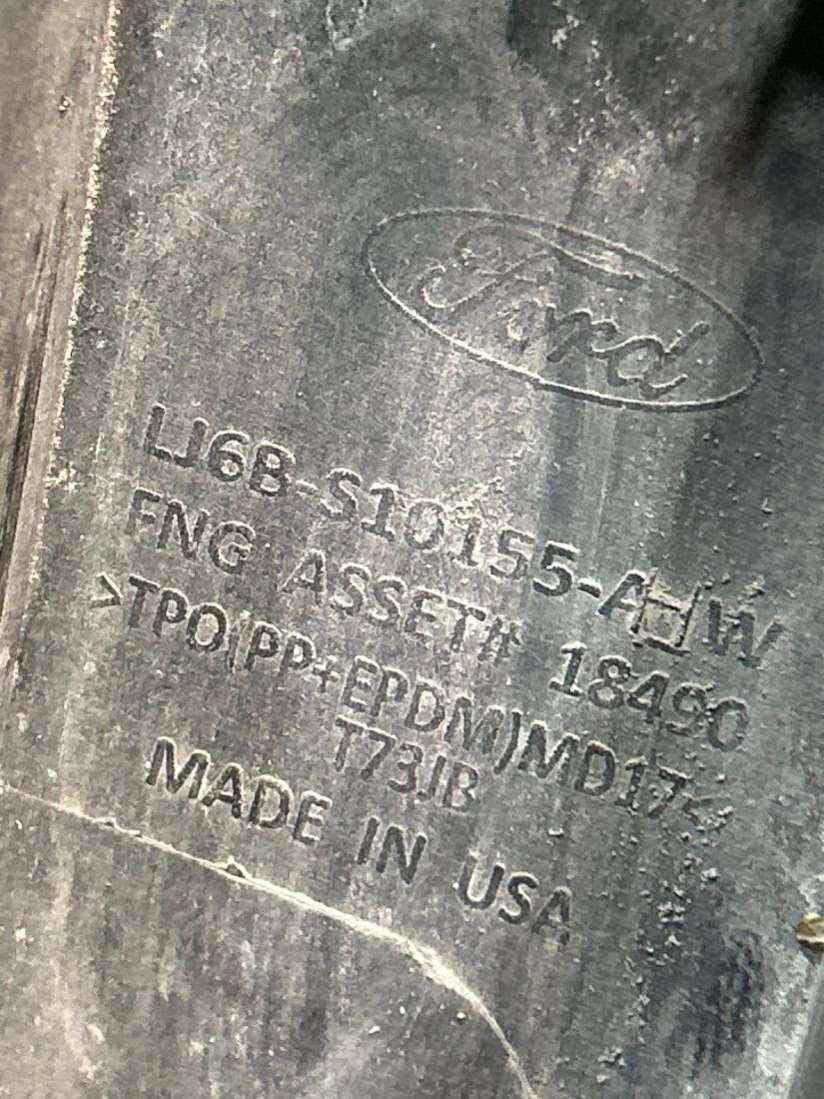 Ford
LJ6B-S10155-A
FNG ASSET# 18490
>TPO(PP+EPDM)MD17<
T73JB
MADE IN USA